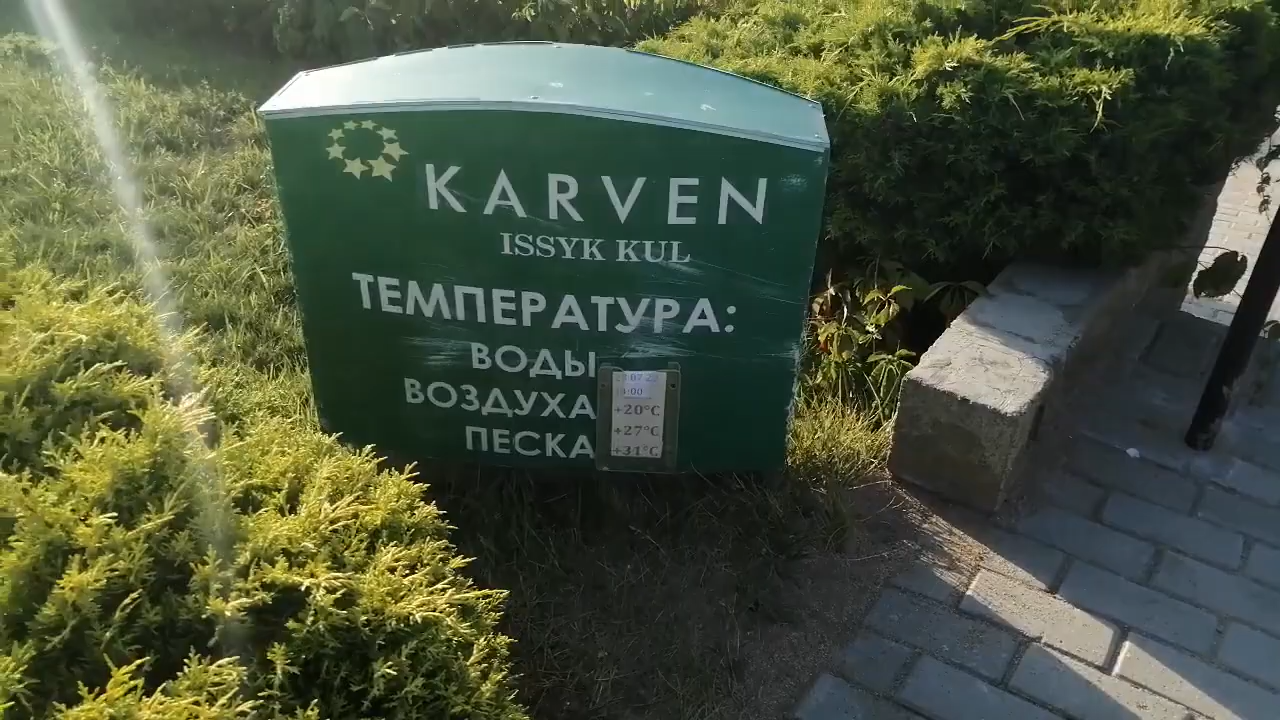 KARVEN
ISSYK KUL
ТЕМПЕРАТУРА:
ВОДЫ
ВОЗДУХА
ПЕСКА
+20°C
+27°C
+31°C